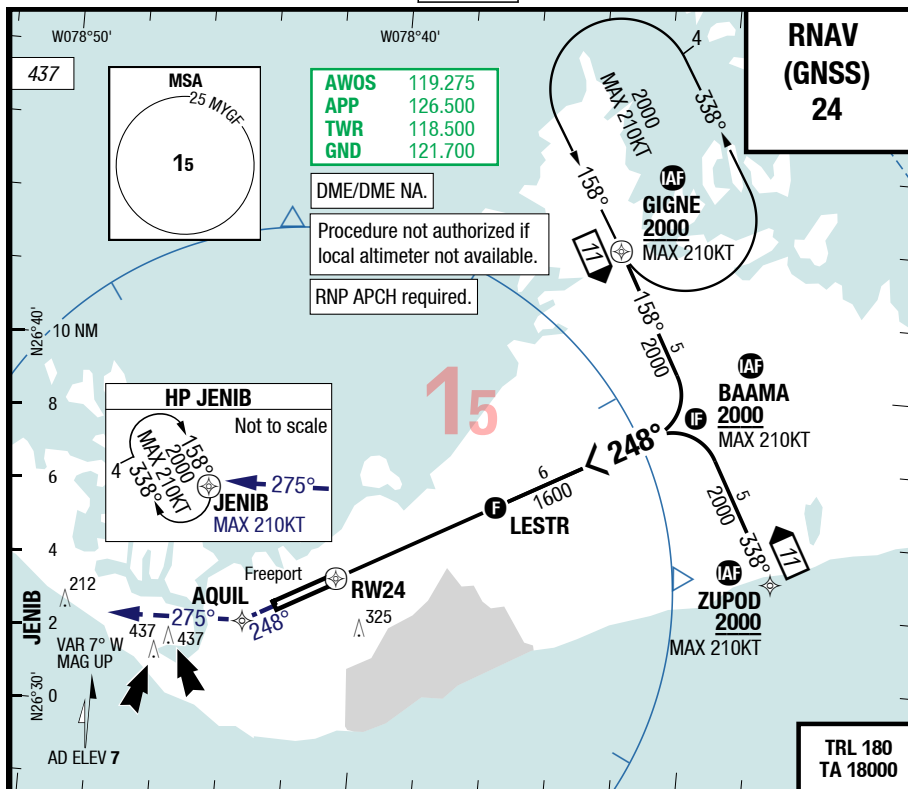 W078°50'
W078°40'
437
RNAV
(GNSS)
24
MSA
25 MYGF
15
AWOS 119.275
APP 126.500
TWR 118.500
GND 121.700
DME/DME NA.
Procedure not authorized if
local altimeter not available.
RNP APCH required.
4
338°
2000
MAX 210KT
158°
IAF
GIGNE
2000
MAX 210KT
11
158°
5
2000
N26°40'
10 NM
8
6
4
2
0
N26°30'
15
IAF
BAAMA
2000
MAX 210KT
IF
248°
HP JENIB
Not to scale
4
158°
2000
MAX 210KT
338°
275°
JENIB
MAX 210KT
6
1600
F
LESTR
5
2000
338°
11
IAF
ZUPOD
2000
MAX 210KT
Freeport
RW24
AQUIL
248°
275°
JENIB
212
437
437
325
VAR 7° W
MAG UP
AD ELEV 7
TRL 180
TA 18000